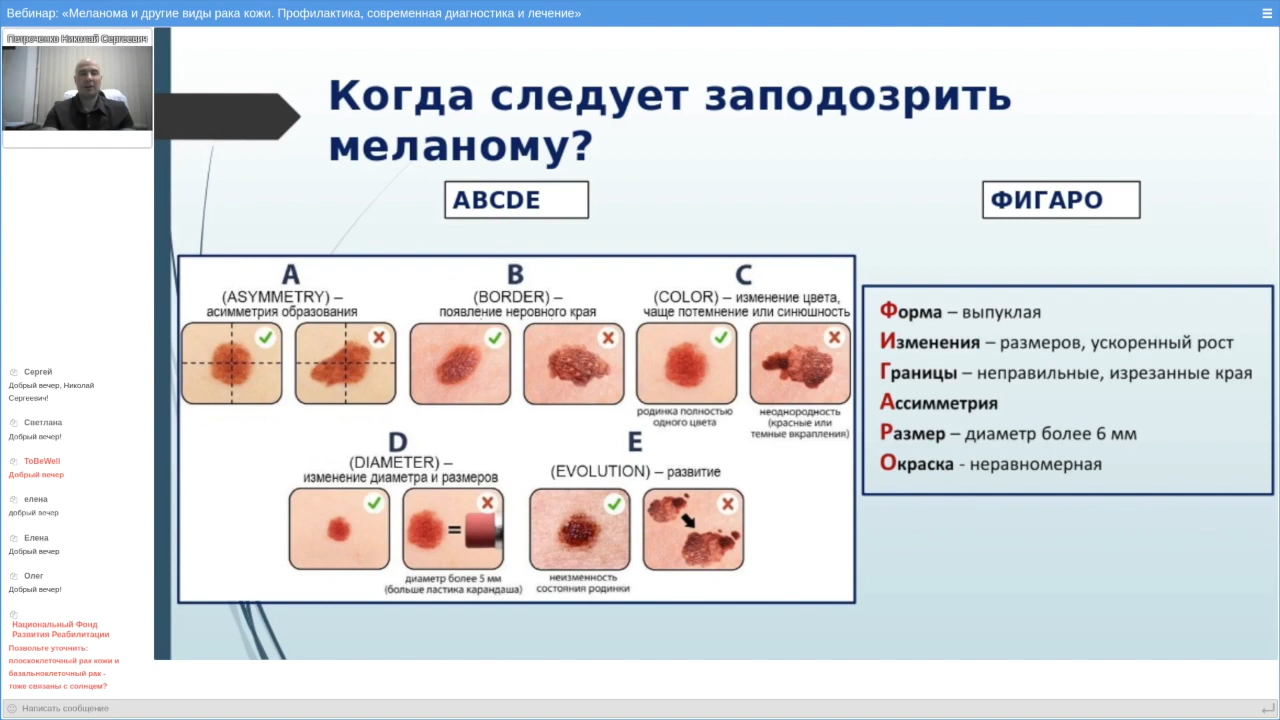 Вебинар: «Меланома и другие виды рака кожи. Профилактика, современная диагностика и лечение»
Петроченко Николай Сергеевич
Когда следует заподозрить
меланому?
ABCDE
ФИГАРО
A
(ASYMMETRY) –
асимметрия образования
B
(BORDER) –
появление неровного края
C
(COLOR) – изменение цвета,
чаще потемнение или синюшность
родинка полностью
одного цвета
неоднородность
(красные или
темные вкрапления)
D
(DIAMETER) –
изменение диаметра и размеров
=
диаметр более 5 мм
(больше ластика карандаша)
E
(EVOLUTION) – развитие
неизменность
состояния родинки
Форма – выпуклая
Изменения – размеров, ускоренный рост
Границы – неправильные, изрезанные края
Ассимметрия
Размер – диаметр более 6 мм
Окраска - неравномерная
Сергей
Добрый вечер, Николай
Сергеевич!
Светлана
Добрый вечер!
ToBeWell
Добрый вечер
елена
добрый вечер
Елена
Добрый вечер
Олег
Добрый вечер!
Национальный Фонд
Развития Реабилитации
Позвольте уточнить:
плоскоклеточный рак кожи и
базальноклеточный рак -
тоже связаны с солнцем?
Написать сообщение